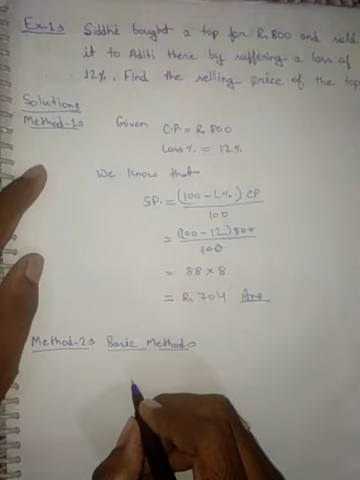 Ex-1: Siddhi bought a top for Rs 800 and sold
it to Aditi there by suffering a loss of
12%. Find the selling price of the top
Solution:
Method-1: Given C.P. = Rs 800
Loss % = 12%
We know that
SP. = (100 - L%) CP
100
= (100 - 12) 800
100
= 88 × 8
= Rs 704 Ans
Method-2: Basic Method: